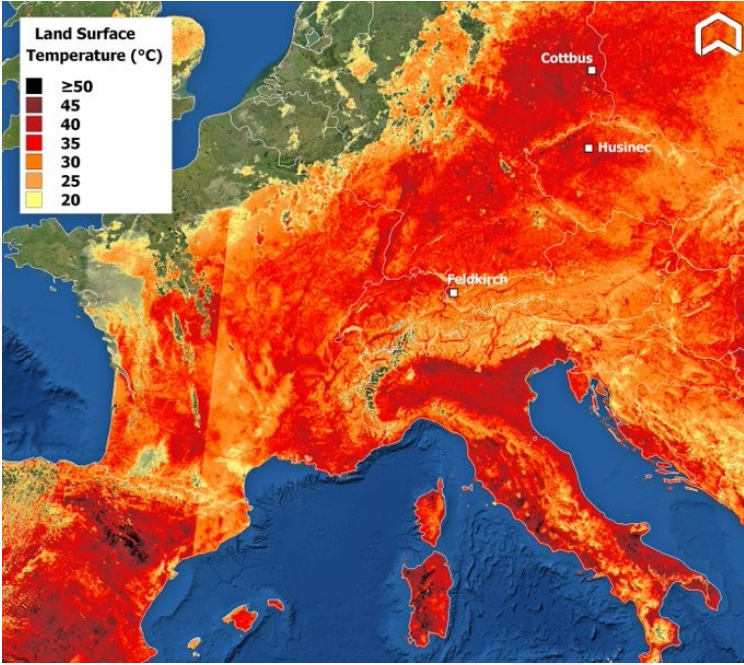 Land Surface
Temperature (°C)
≥50
45
40
35
30
25
20
Cottbus
Husinec
Feldkirch